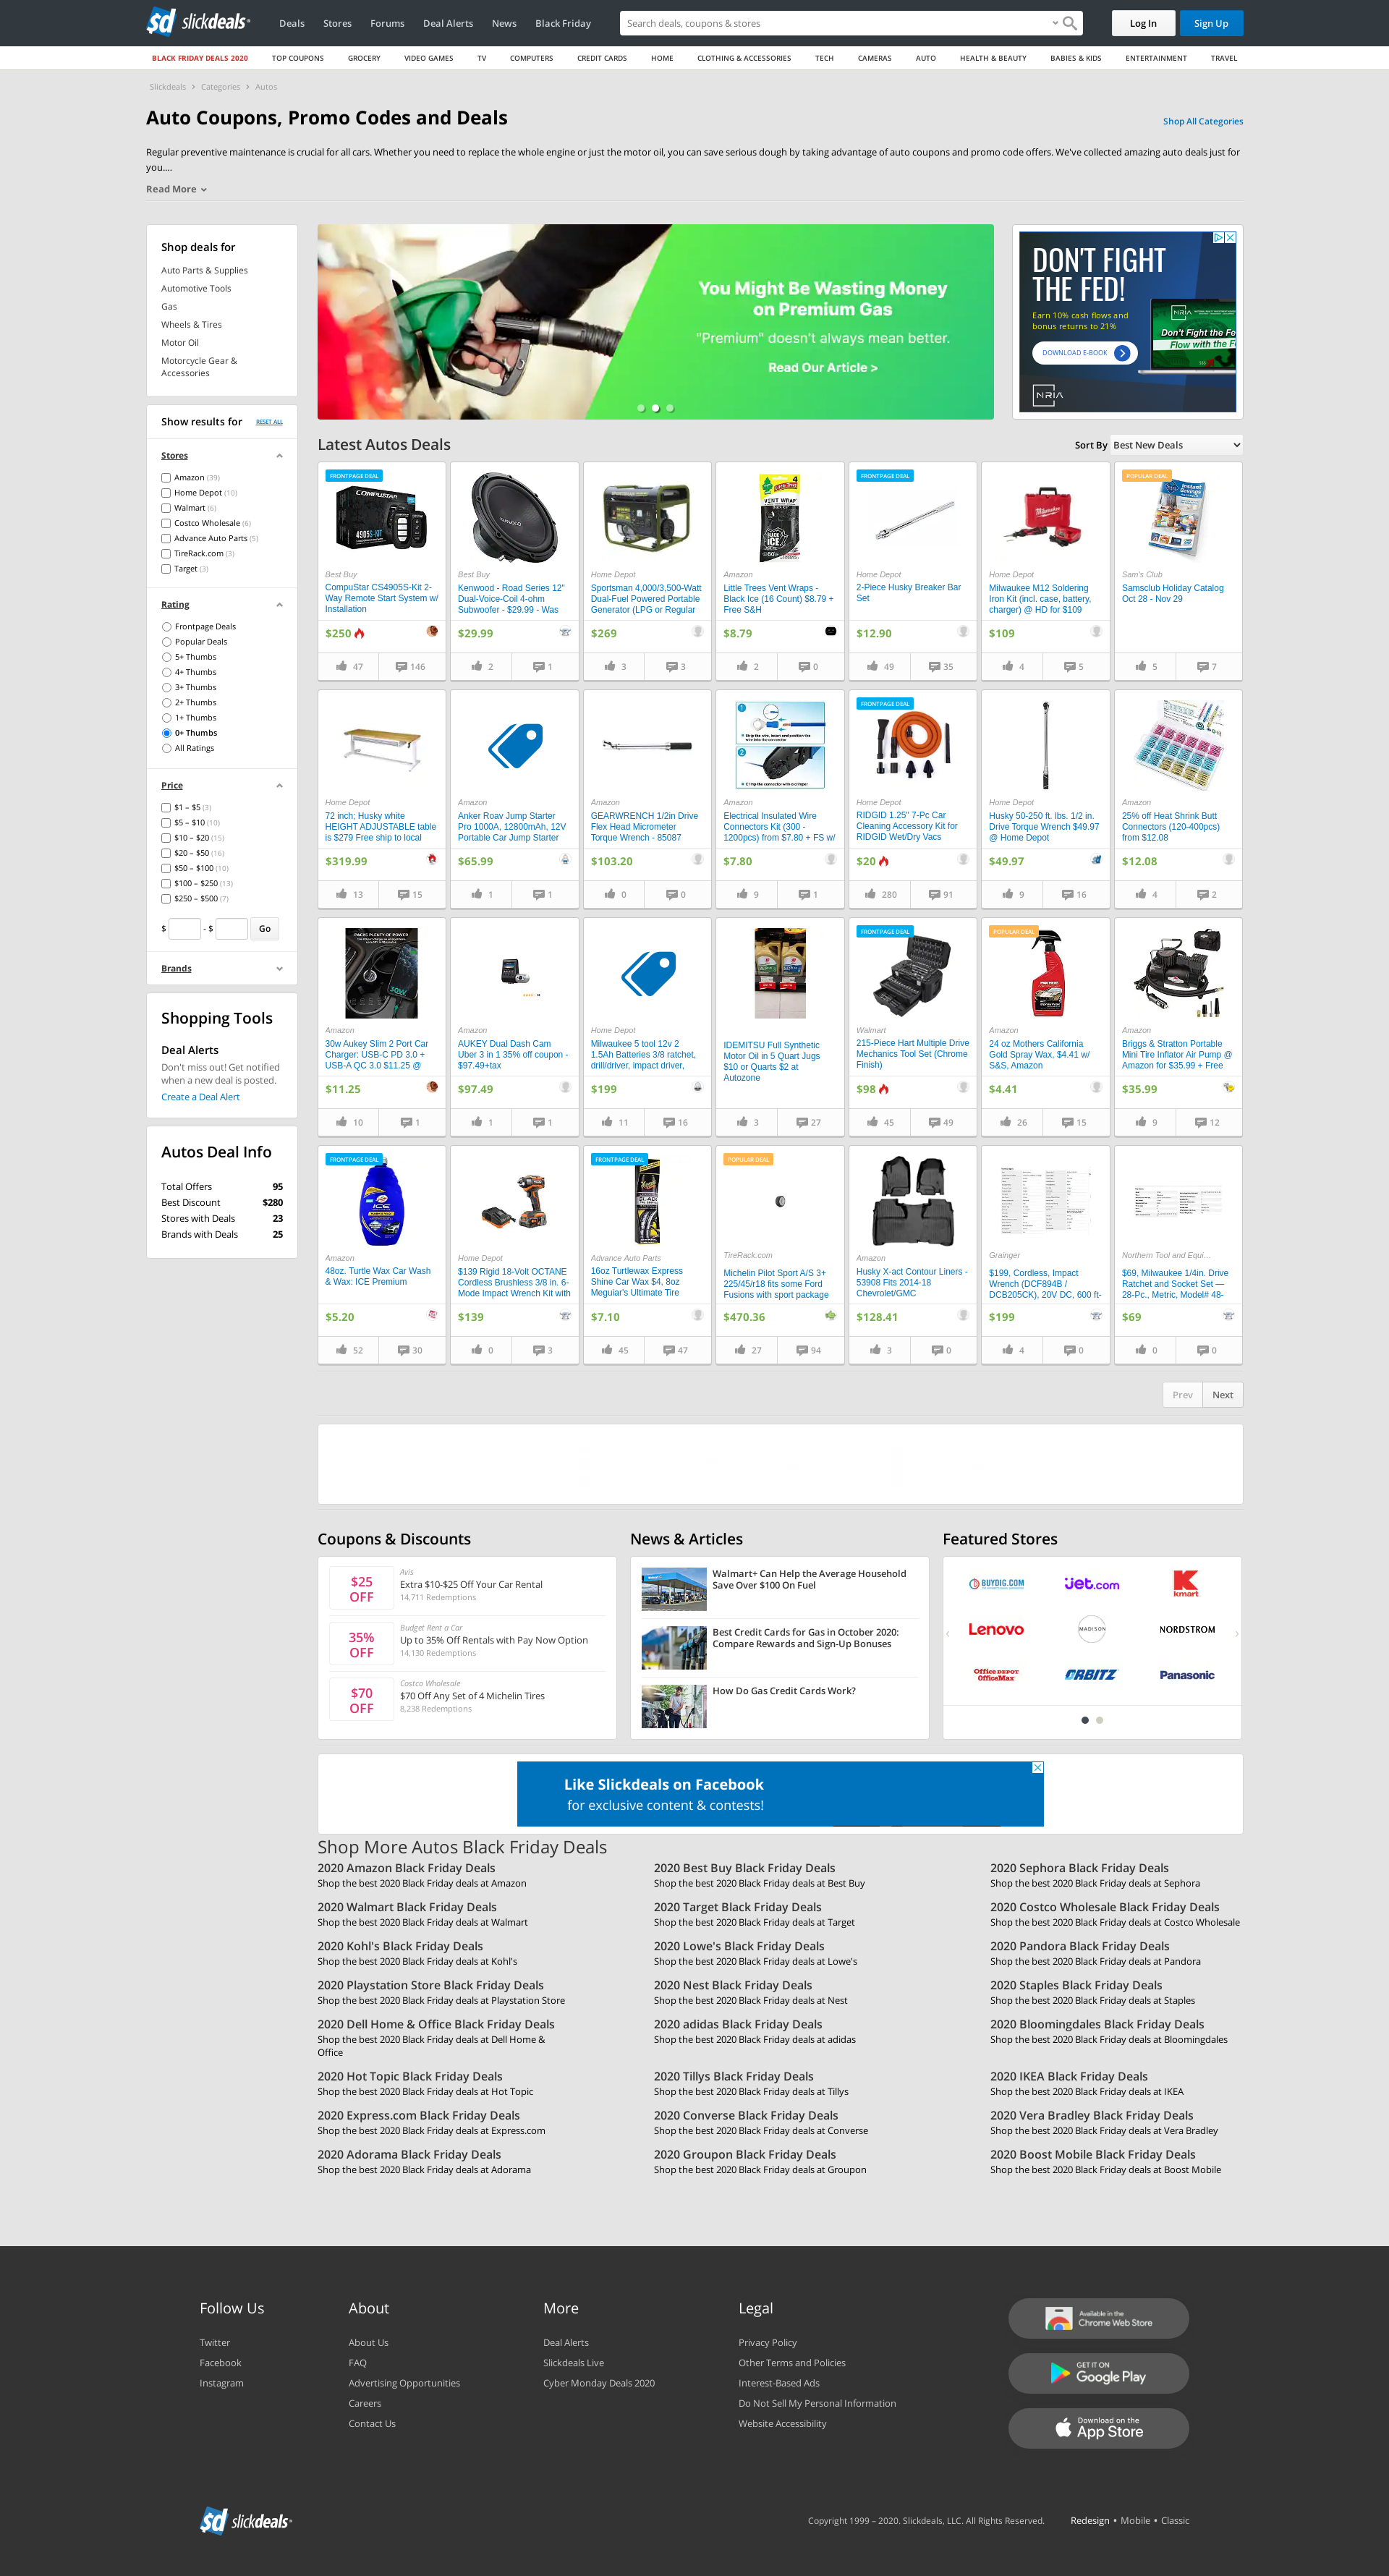 sd slickdeals
Deals Stores Forums Deal Alerts News Black Friday
Search deals, coupons & stores
Log In
Sign Up
BLACK FRIDAY DEALS 2020 TOP COUPONS GROCERY VIDEO GAMES TV COMPUTERS CREDIT CARDS HOME CLOTHING & ACCESSORIES TECH CAMERAS AUTO HEALTH & BEAUTY BABIES & KIDS ENTERTAINMENT TRAVEL
Slickdeals › Categories › Autos
Auto Coupons, Promo Codes and Deals
Shop All Categories
Regular preventive maintenance is crucial for all cars. Whether you need to replace the whole engine or just the motor oil, you can save serious dough by taking advantage of auto coupons and promo code offers. We've collected amazing auto deals just for
you....
Read More
Shop deals for
Auto Parts & Supplies
Automotive Tools
Gas
Wheels & Tires
Motor Oil
Motorcycle Gear &
Accessories
Show results for
RESET ALL
Stores
Amazon (39)
Home Depot (10)
Walmart (6)
Costco Wholesale (6)
Advance Auto Parts (5)
TireRack.com (3)
Target (3)
Rating
Frontpage Deals
Popular Deals
5+ Thumbs
4+ Thumbs
3+ Thumbs
2+ Thumbs
1+ Thumbs
0+ Thumbs
All Ratings
Price
$1 – $5 (3)
$5 – $10 (10)
$10 – $20 (15)
$20 – $50 (16)
$50 – $100 (10)
$100 – $250 (13)
$250 – $500 (7)
$ - $ Go
Brands
Shopping Tools
Deal Alerts
Don't miss out! Get notified
when a new deal is posted.
Create a Deal Alert
Autos Deal Info
Total Offers 95
Best Discount $280
Stores with Deals 23
Brands with Deals 25
You Might Be Wasting Money
on Premium Gas
"Premium" doesn't always mean better.
Read Our Article >
DON'T FIGHT
THE FED!
Earn 10% cash flows and
bonus returns to 21%
DOWNLOAD E-BOOK
NRIA
Don't Fight the Fe
Flow with the F
NRIA
Latest Autos Deals
Sort By Best New Deals
FRONTPAGE DEAL
COMPUSTAR
4905S-KIT
Best Buy
CompuStar CS4905S-Kit 2-
Way Remote Start System w/
Installation
$250
47 146
Best Buy
Kenwood - Road Series 12"
Dual-Voice-Coil 4-ohm
Subwoofer - $29.99 - Was
$29.99
2 1
Home Depot
Sportsman 4,000/3,500-Watt
Dual-Fuel Powered Portable
Generator (LPG or Regular
$269
3 3
VENT WRAP
BLACK
ICE
Amazon
Little Trees Vent Wraps -
Black Ice (16 Count) $8.79 +
Free S&H
$8.79
2 0
FRONTPAGE DEAL
Home Depot
2-Piece Husky Breaker Bar
Set
$12.90
49 35
Home Depot
Milwaukee M12 Soldering
Iron Kit (incl. case, battery,
charger) @ HD for $109
$109
4 5
POPULAR DEAL
Instant
Savings
Sam's Club
Samsclub Holiday Catalog
Oct 28 - Nov 29
5 7
Home Depot
72 inch; Husky white
HEIGHT ADJUSTABLE table
is $279 Free ship to local
$319.99
13 15
Amazon
Anker Roav Jump Starter
Pro 1000A, 12800mAh, 12V
Portable Car Jump Starter
$65.99
1 1
Amazon
GEARWRENCH 1/2in Drive
Flex Head Micrometer
Torque Wrench - 85087
$103.20
0 0
Amazon
Electrical Insulated Wire
Connectors Kit (300 -
1200pcs) from $7.80 + FS w/
$7.80
9 1
FRONTPAGE DEAL
Home Depot
RIDGID 1.25" 7-Pc Car
Cleaning Accessory Kit for
RIDGID Wet/Dry Vacs
$20
280 91
Home Depot
Husky 50-250 ft. lbs. 1/2 in.
Drive Torque Wrench $49.97
@ Home Depot
$49.97
9 16
Amazon
25% off Heat Shrink Butt
Connectors (120-400pcs)
from $12.08
$12.08
4 2
PACKS PLENTY OF POWER
30W
Amazon
30w Aukey Slim 2 Port Car
Charger: USB-C PD 3.0 +
USB-A QC 3.0 $11.25 @
$11.25
10 1
Amazon
AUKEY Dual Dash Cam
Uber 3 in 1 35% off coupon -
$97.49+tax
$97.49
1 1
Home Depot
Milwaukee 5 tool 12v 2
1.5Ah Batteries 3/8 ratchet,
drill/driver, impact driver,
$199
11 16
IDEMITSU Full Synthetic
Motor Oil in 5 Quart Jugs
$10 or Quarts $2 at
Autozone
3 27
FRONTPAGE DEAL
Walmart
215-Piece Hart Multiple Drive
Mechanics Tool Set (Chrome
Finish)
$98
45 49
POPULAR DEAL
Amazon
24 oz Mothers California
Gold Spray Wax, $4.41 w/
S&S, Amazon
$4.41
26 15
Amazon
Briggs & Stratton Portable
Mini Tire Inflator Air Pump @
Amazon for $35.99 + Free
$35.99
9 12
FRONTPAGE DEAL
ICE
Amazon
48oz. Turtle Wax Car Wash
& Wax: ICE Premium
$5.20
52 30
Home Depot
$139 Rigid 18-Volt OCTANE
Cordless Brushless 3/8 in. 6-
Mode Impact Wrench Kit with
$139
0 3
FRONTPAGE DEAL
BLACK
Advance Auto Parts
16oz Turtlewax Express
Shine Car Wax $4, 8oz
Meguiar's Ultimate Tire
$7.10
45 47
POPULAR DEAL
TireRack.com
Michelin Pilot Sport A/S 3+
225/45/r18 fits some Ford
Fusions with sport package
$470.36
27 94
Amazon
Husky X-act Contour Liners -
53908 Fits 2014-18
Chevrolet/GMC
$128.41
3 0
Grainger
$199, Cordless, Impact
Wrench (DCF894B /
DCB205CK), 20V DC, 600 ft-
$199
4 0
Northern Tool and Equi...
$69, Milwaukee 1/4in. Drive
Ratchet and Socket Set —
28-Pc., Metric, Model# 48-
$69
0 0
Prev Next
Coupons & Discounts
$25
OFF
Avis
Extra $10-$25 Off Your Car Rental
14,711 Redemptions
35%
OFF
Budget Rent a Car
Up to 35% Off Rentals with Pay Now Option
14,130 Redemptions
$70
OFF
Costco Wholesale
$70 Off Any Set of 4 Michelin Tires
8,238 Redemptions
News & Articles
Walmart+ Can Help the Average Household
Save Over $100 On Fuel
Best Credit Cards for Gas in October 2020:
Compare Rewards and Sign-Up Bonuses
How Do Gas Credit Cards Work?
Featured Stores
BUYDIG.COM jet.com Kmart
Lenovo MADISON NORDSTROM
Office DEPOT
OfficeMax
ORBITZ Panasonic
Like Slickdeals on Facebook
for exclusive content & contests!
Shop More Autos Black Friday Deals
2020 Amazon Black Friday Deals
Shop the best 2020 Black Friday deals at Amazon
2020 Best Buy Black Friday Deals
Shop the best 2020 Black Friday deals at Best Buy
2020 Sephora Black Friday Deals
Shop the best 2020 Black Friday deals at Sephora
2020 Walmart Black Friday Deals
Shop the best 2020 Black Friday deals at Walmart
2020 Target Black Friday Deals
Shop the best 2020 Black Friday deals at Target
2020 Costco Wholesale Black Friday Deals
Shop the best 2020 Black Friday deals at Costco Wholesale
2020 Kohl's Black Friday Deals
Shop the best 2020 Black Friday deals at Kohl's
2020 Lowe's Black Friday Deals
Shop the best 2020 Black Friday deals at Lowe's
2020 Pandora Black Friday Deals
Shop the best 2020 Black Friday deals at Pandora
2020 Playstation Store Black Friday Deals
Shop the best 2020 Black Friday deals at Playstation Store
2020 Nest Black Friday Deals
Shop the best 2020 Black Friday deals at Nest
2020 Staples Black Friday Deals
Shop the best 2020 Black Friday deals at Staples
2020 Dell Home & Office Black Friday Deals
Shop the best 2020 Black Friday deals at Dell Home &
Office
2020 adidas Black Friday Deals
Shop the best 2020 Black Friday deals at adidas
2020 Bloomingdales Black Friday Deals
Shop the best 2020 Black Friday deals at Bloomingdales
2020 Hot Topic Black Friday Deals
Shop the best 2020 Black Friday deals at Hot Topic
2020 Tillys Black Friday Deals
Shop the best 2020 Black Friday deals at Tillys
2020 IKEA Black Friday Deals
Shop the best 2020 Black Friday deals at IKEA
2020 Express.com Black Friday Deals
Shop the best 2020 Black Friday deals at Express.com
2020 Converse Black Friday Deals
Shop the best 2020 Black Friday deals at Converse
2020 Vera Bradley Black Friday Deals
Shop the best 2020 Black Friday deals at Vera Bradley
2020 Adorama Black Friday Deals
Shop the best 2020 Black Friday deals at Adorama
2020 Groupon Black Friday Deals
Shop the best 2020 Black Friday deals at Groupon
2020 Boost Mobile Black Friday Deals
Shop the best 2020 Black Friday deals at Boost Mobile
Follow Us
Twitter
Facebook
Instagram
About
About Us
FAQ
Advertising Opportunities
Careers
Contact Us
More
Deal Alerts
Slickdeals Live
Cyber Monday Deals 2020
Legal
Privacy Policy
Other Terms and Policies
Interest-Based Ads
Do Not Sell My Personal Information
Website Accessibility
Available in the
Chrome Web Store
GET IT ON
Google Play
Download on the
App Store
sd slickdeals
Copyright 1999 – 2020. Slickdeals, LLC. All Rights Reserved.
Redesign • Mobile • Classic